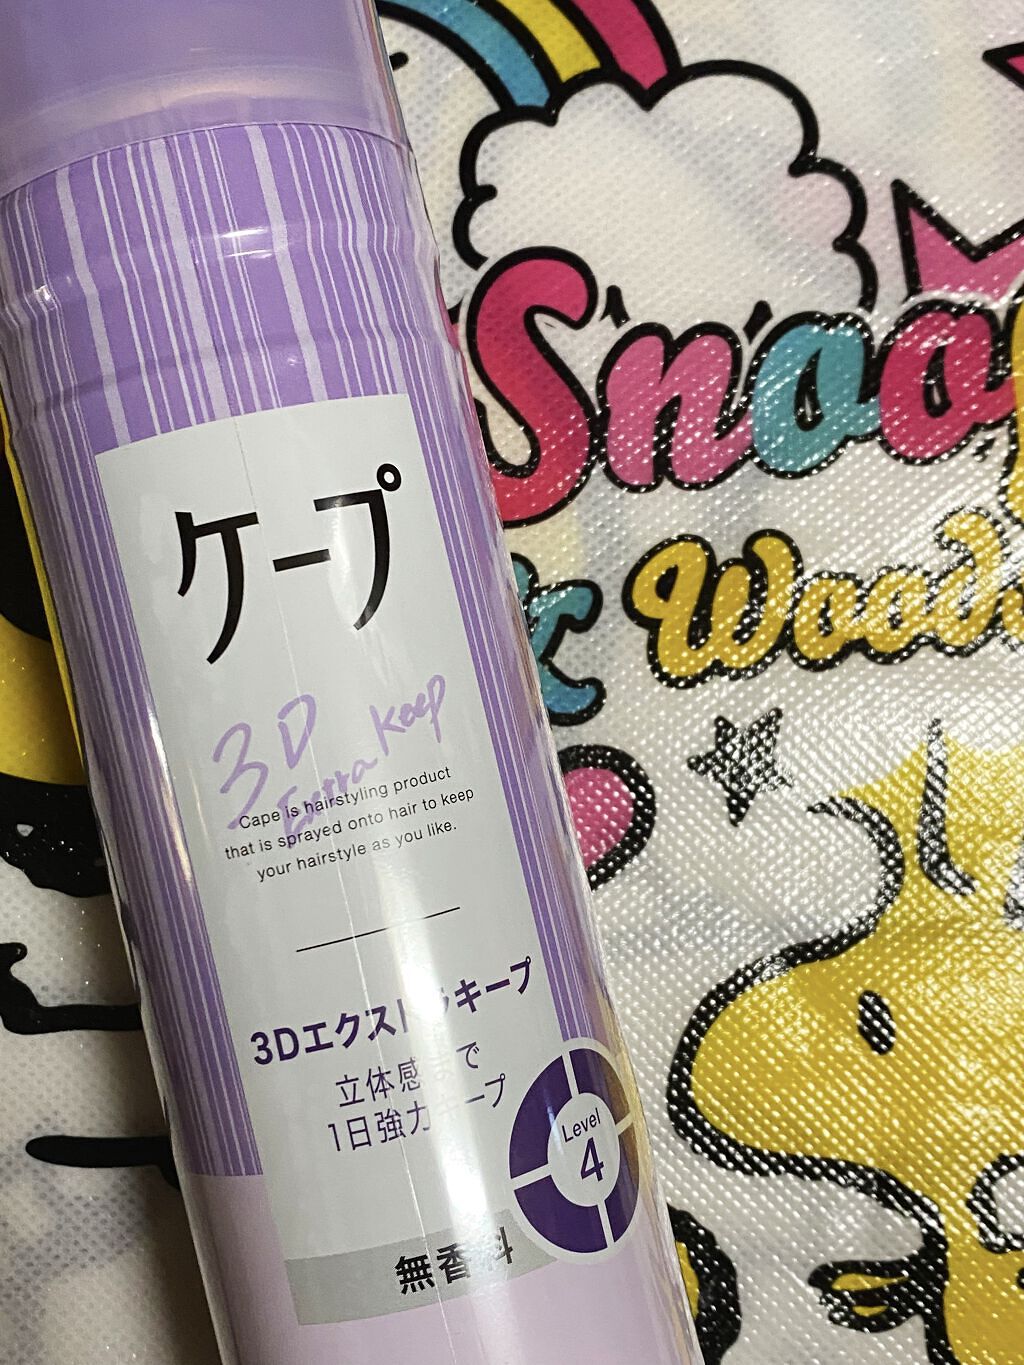 ケープ
3D
Extra Keep
Cape is hairstyling product
that is sprayed onto hair to keep
your hairstyle as you like.
3Dエクストラキープ
立体感まで
1日強力キープ
Level
4
無香料
Snoo
&
Wood